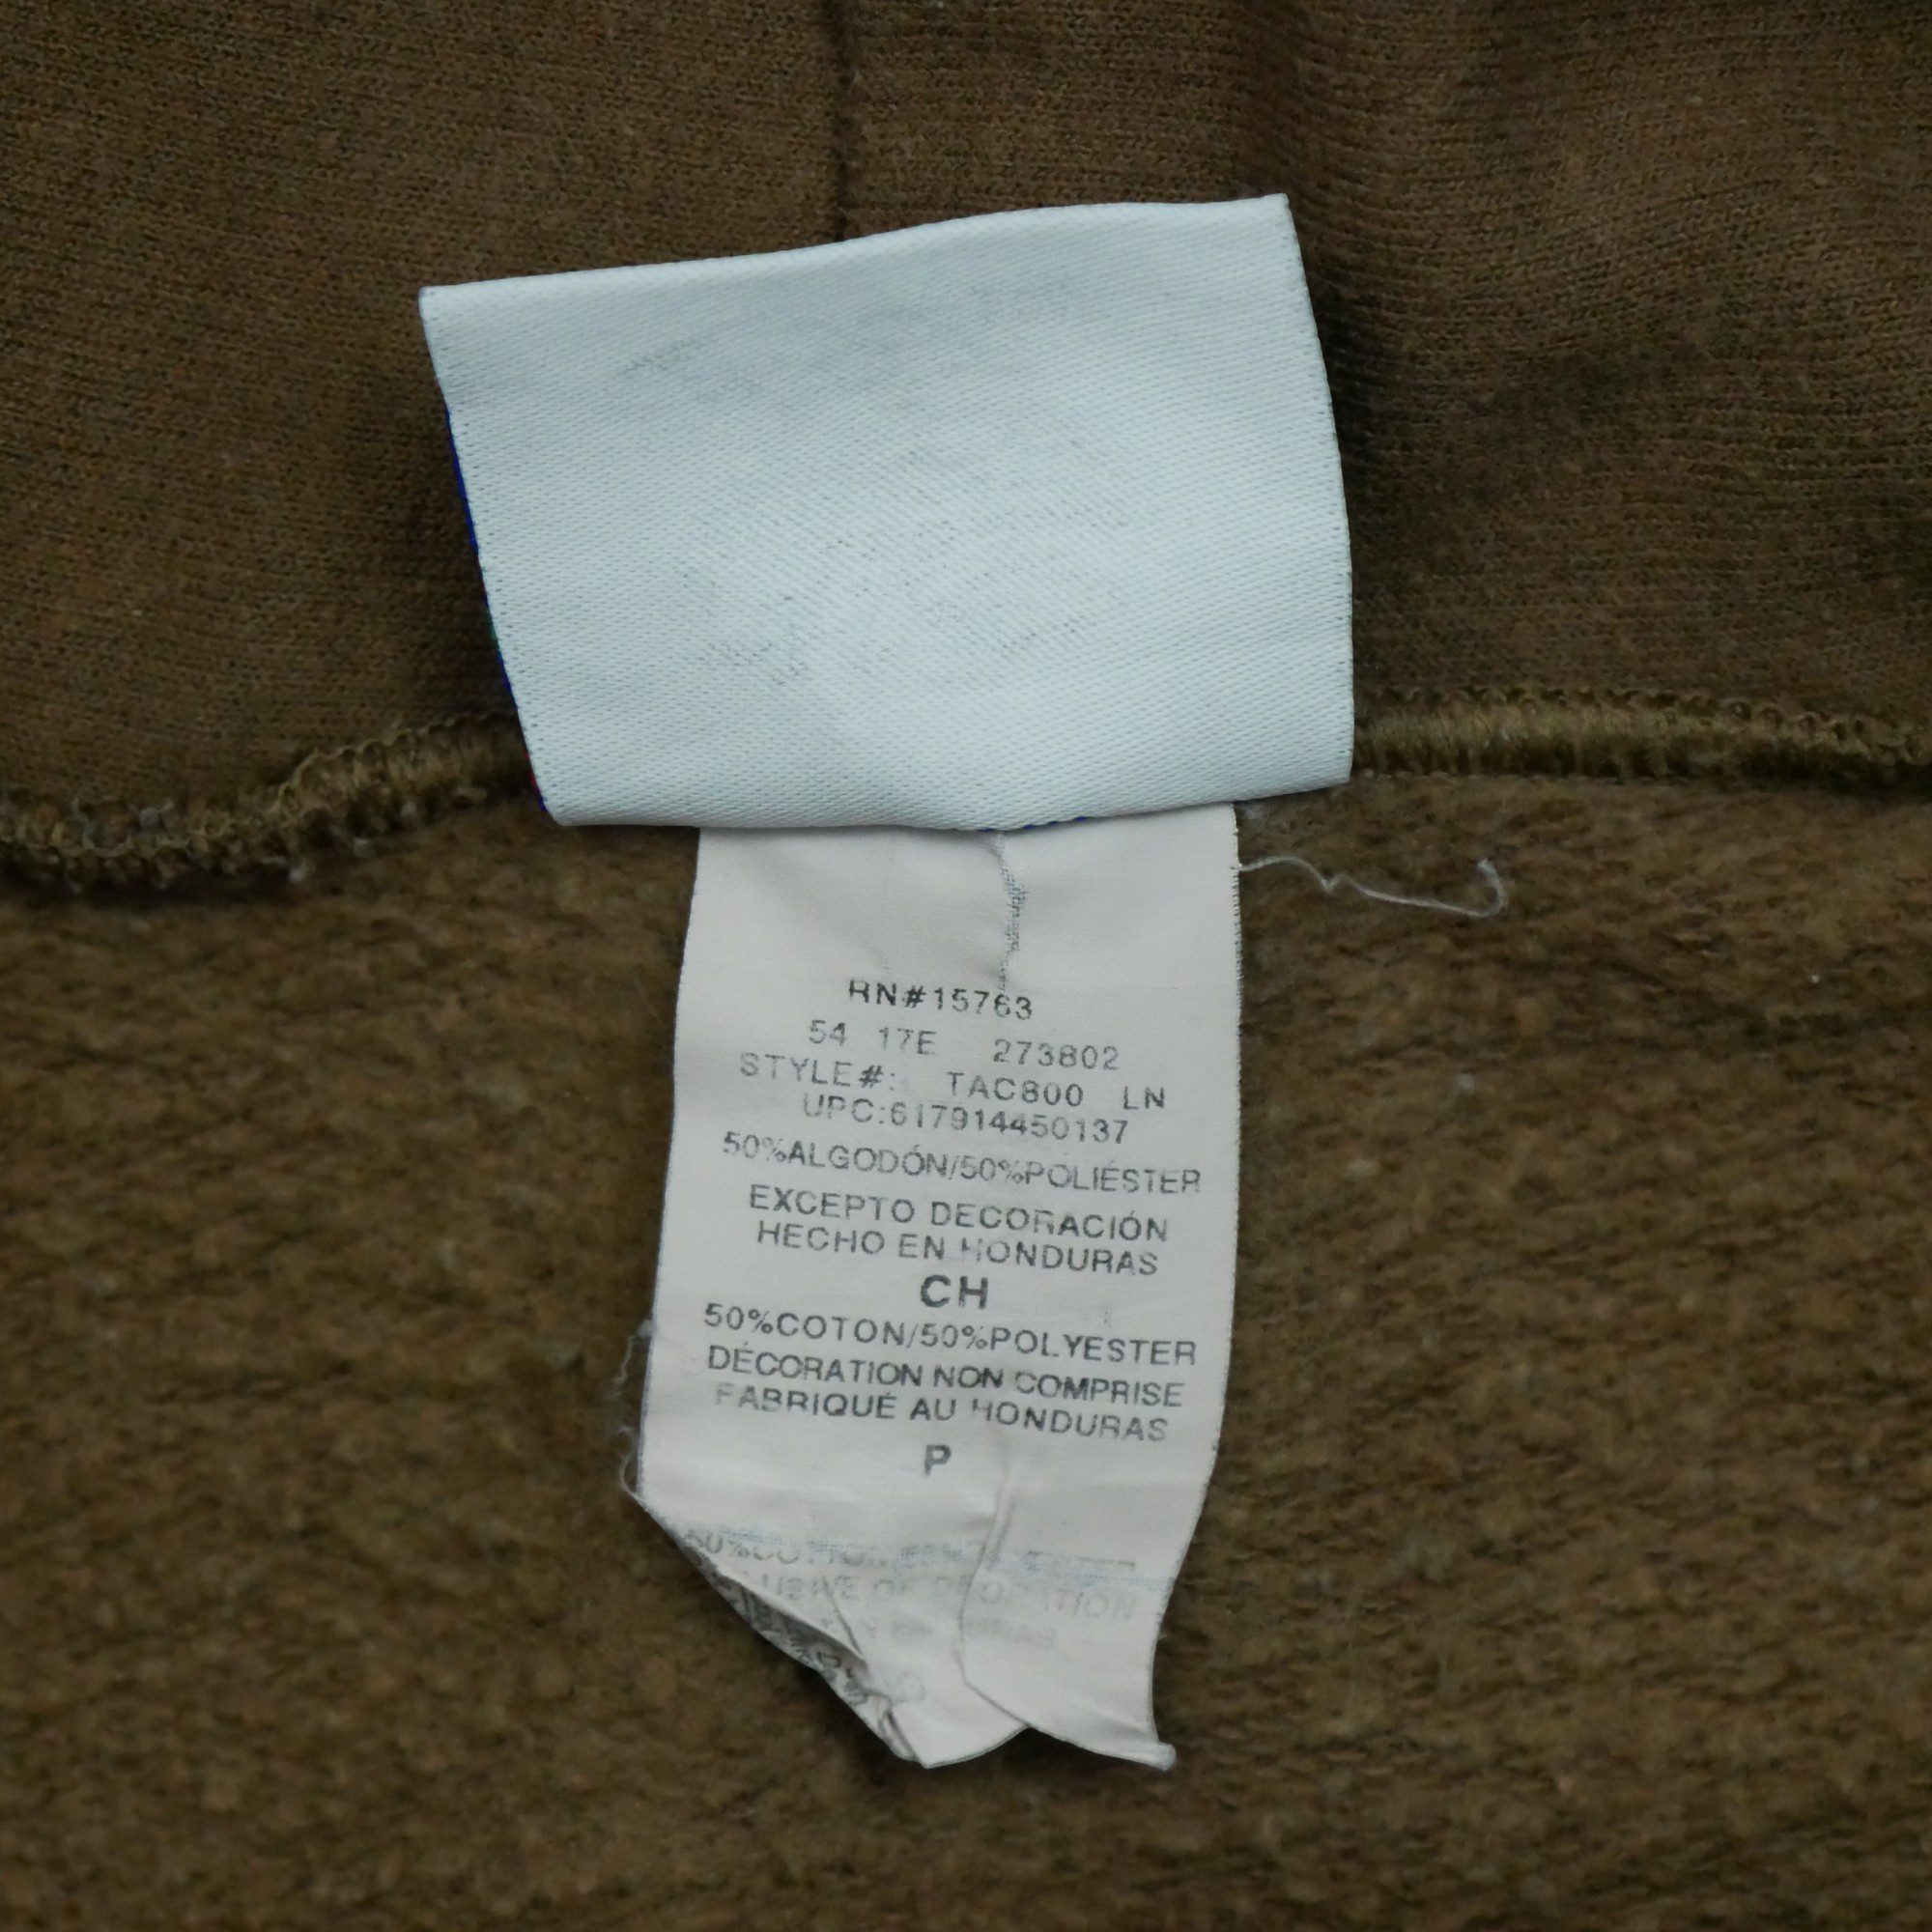 RN#15763
54 17E 273802
STYLE#: TAC800 LN
UPC:617914450137
50%ALGODÓN/50%POLIÉSTER
EXCEPTO DECORACIÓN
HECHO EN HONDURAS
CH
50%COTON/50%POLYESTER
DÉCORATION NON COMPRISE
FABRIQUÉ AU HONDURAS
P